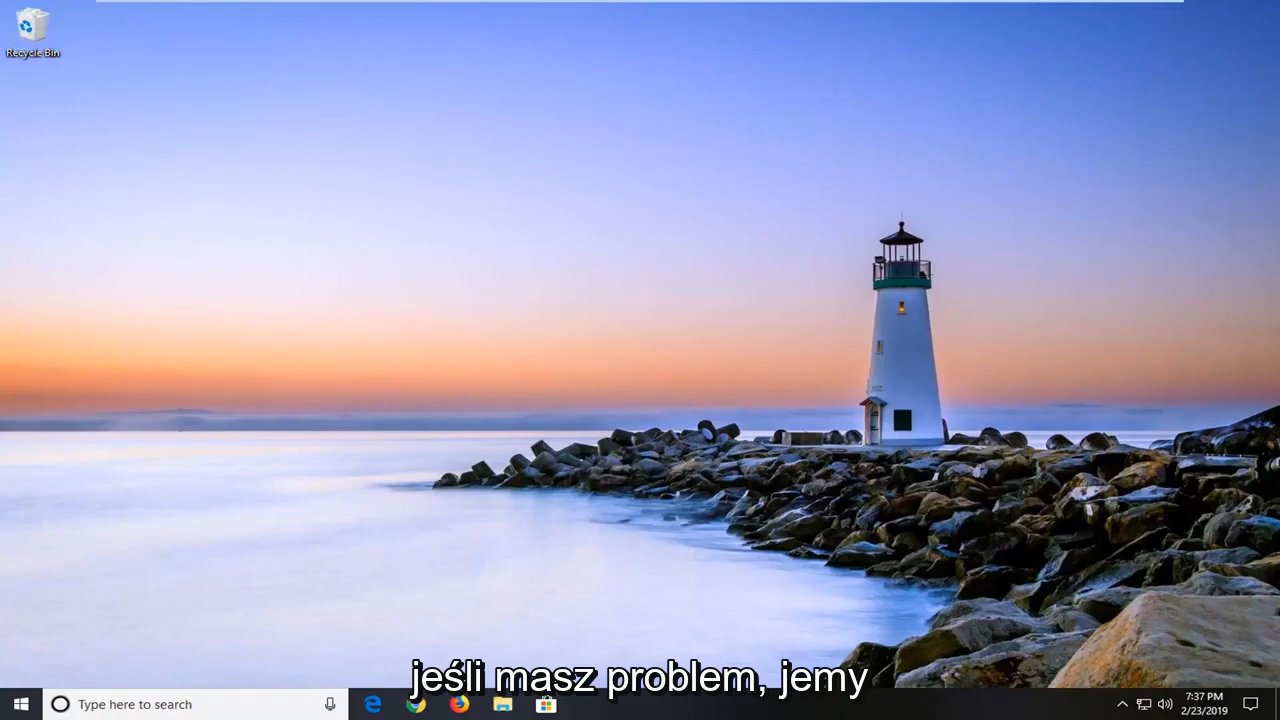 Recycle Bin
jeśli masz problem, jemy
Type here to search
7:37 PM
2/23/2019